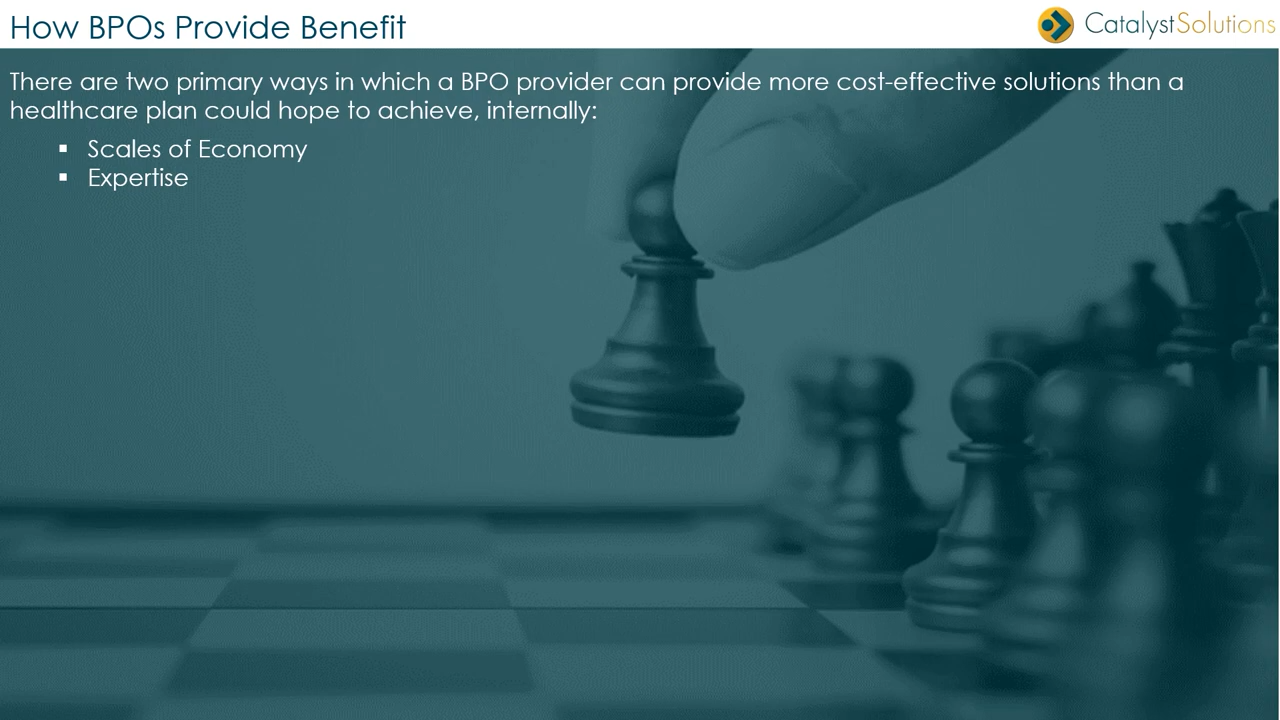 How BPOs Provide Benefit
CatalystSolutions
There are two primary ways in which a BPO provider can provide more cost-effective solutions than a
healthcare plan could hope to achieve, internally:
▪ Scales of Economy
▪ Expertise